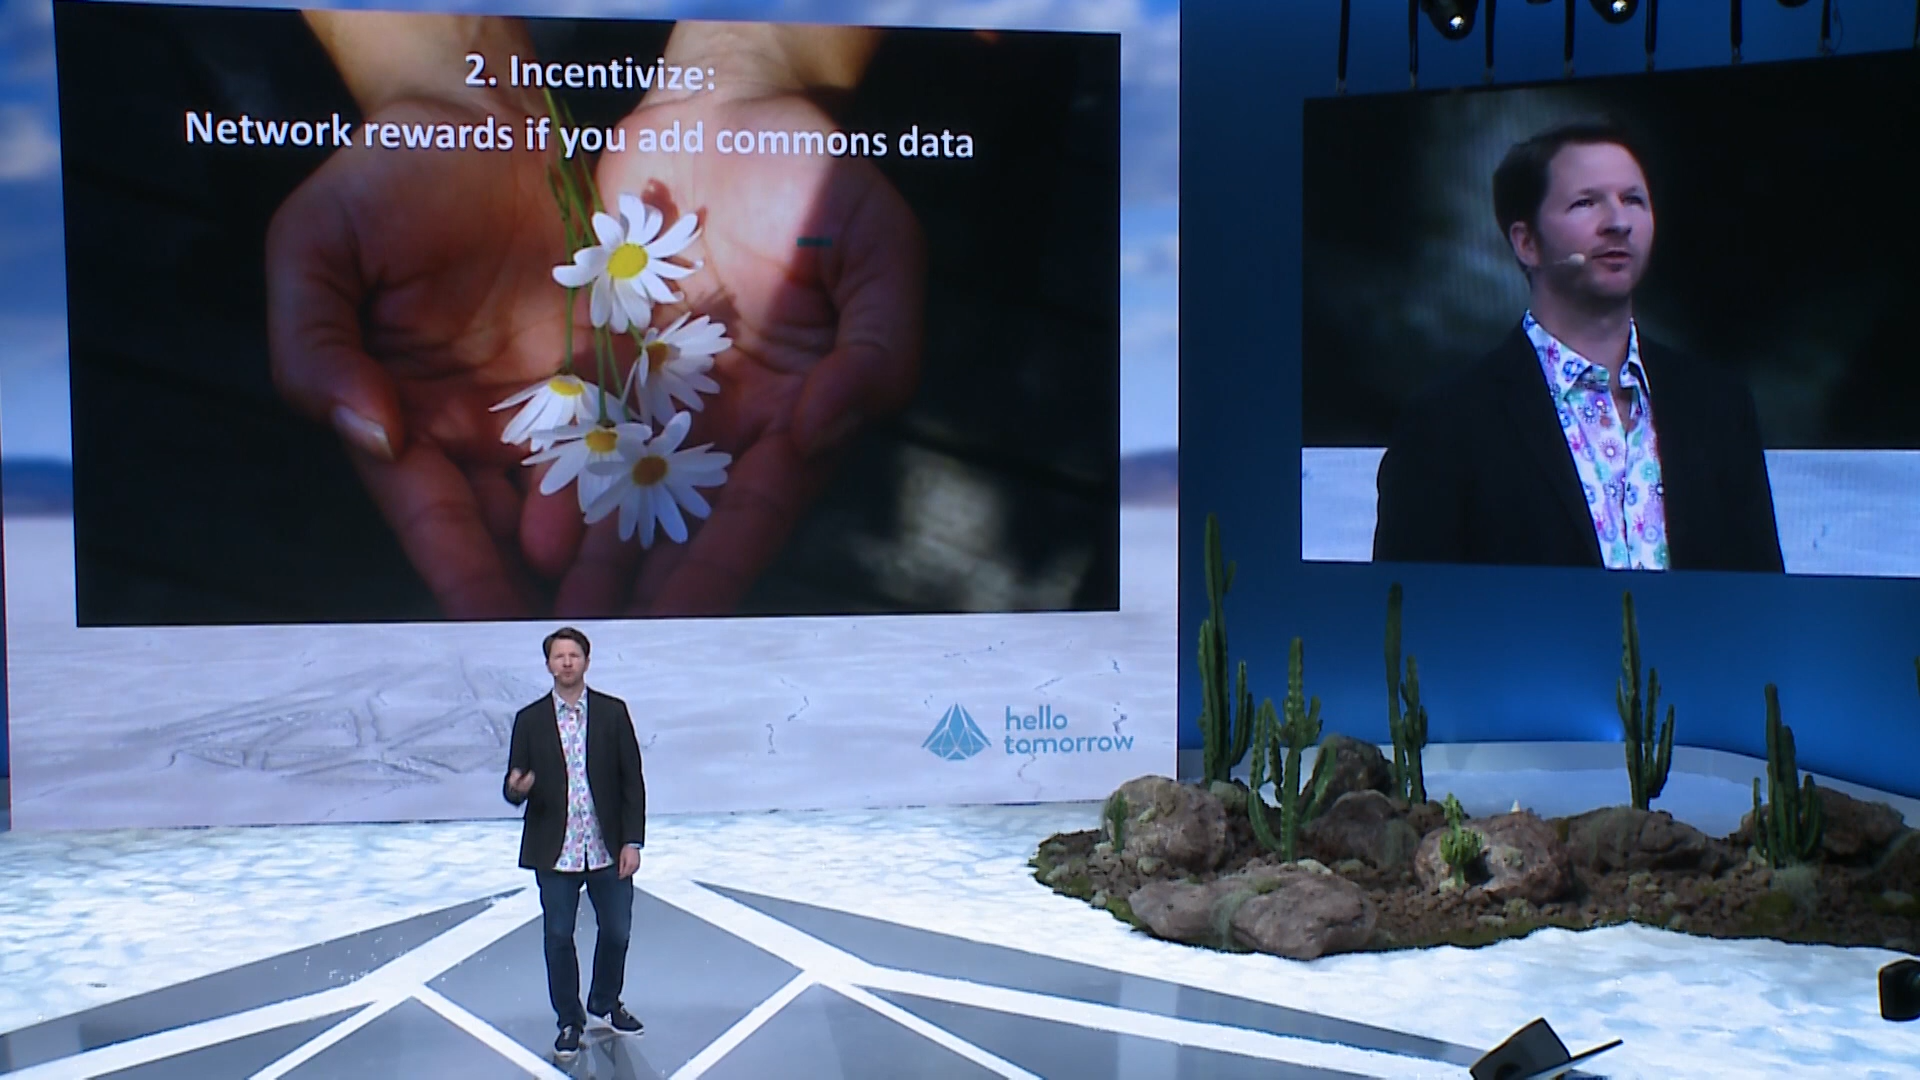 2. Incentivize:
Network rewards if you add commons data
hello
tomorrow